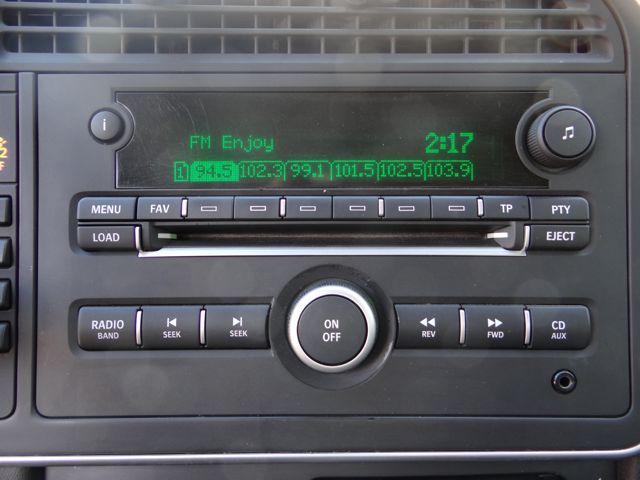 i
FM Enjoy 2:17
1 94.5 102.3 99.1 101.5 102.5 103.9
MENU FAV TP PTY
LOAD EJECT
RADIO BAND SEEK SEEK ON OFF REV FWD CD AUX